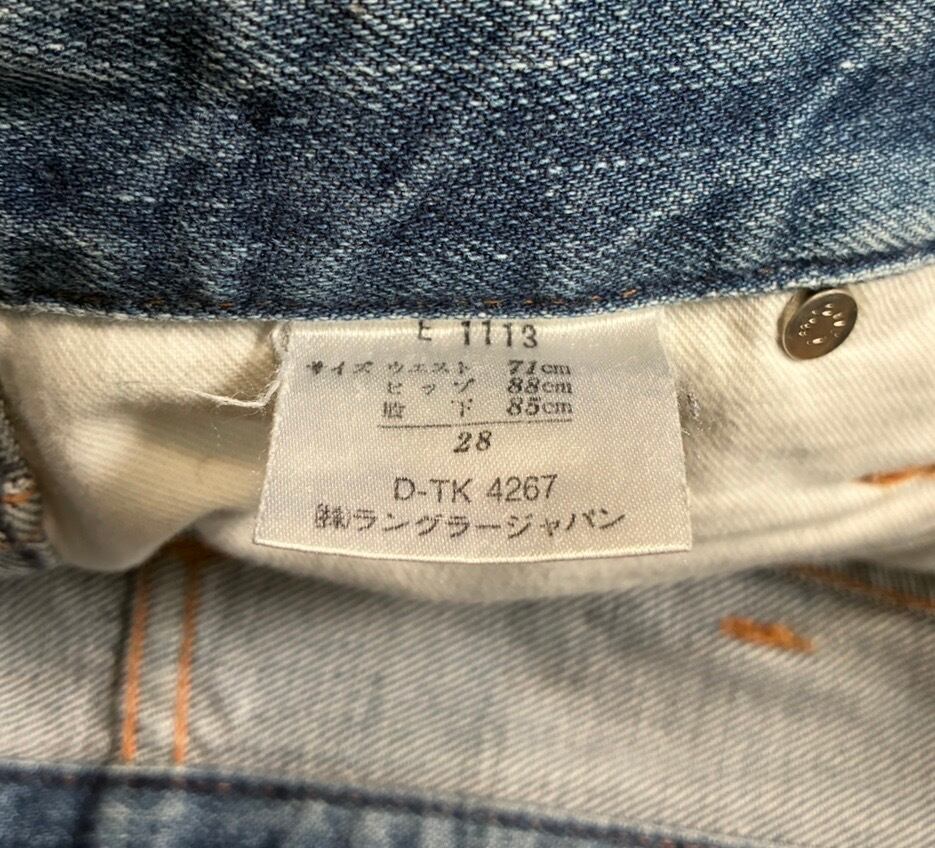 E 1113
サイズ ウエスト 71cm
ヒップ 88cm
股下 85cm
28
D-TK 4267
㈱ラングラージャパン